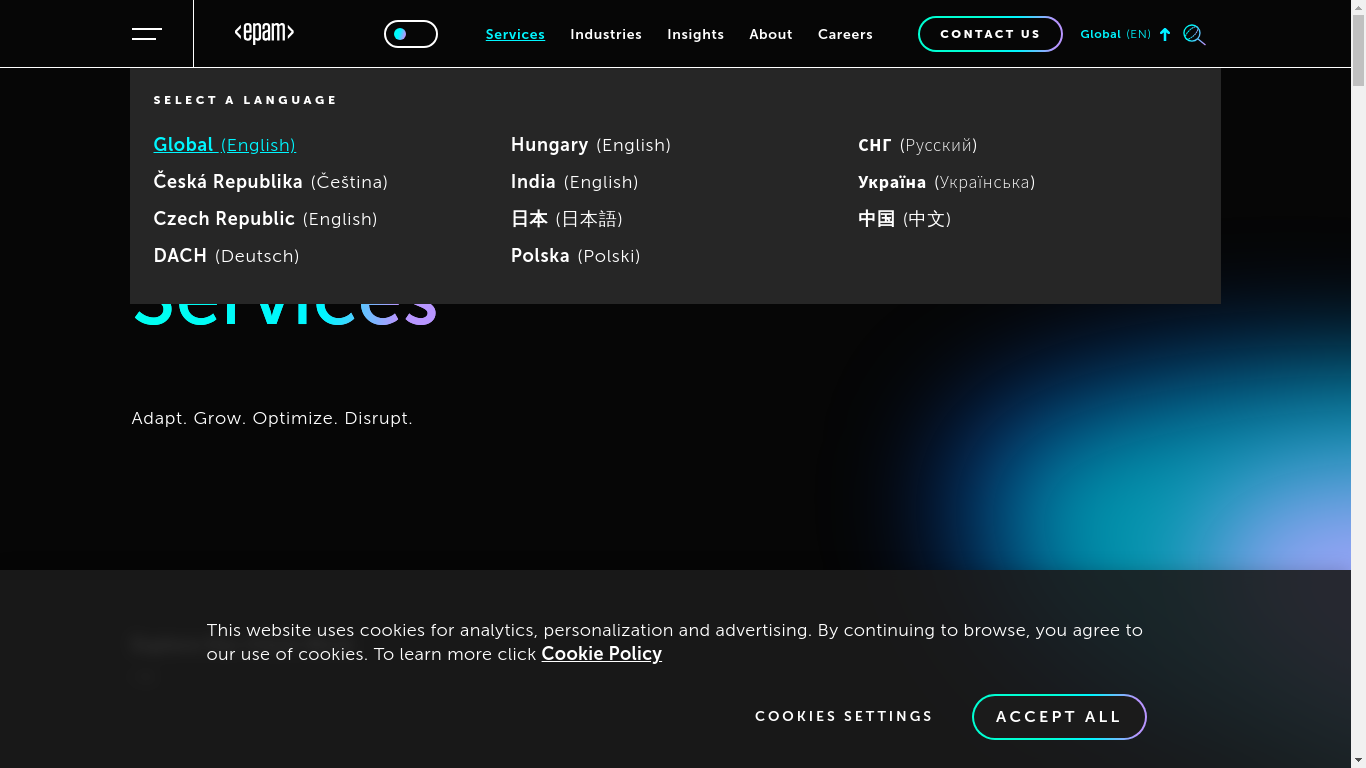 <epam>
Services
Industries
Insights
About
Careers
CONTACT US
Global (EN)
SELECT A LANGUAGE
Global (English)
Česká Republika (Čeština)
Czech Republic (English)
DACH (Deutsch)
Hungary (English)
India (English)
日本 (日本語)
Polska (Polski)
СНГ (Русский)
Україна (Українська)
中国 (中文)
Services
Adapt. Grow. Optimize. Disrupt.
This website uses cookies for analytics, personalization and advertising. By continuing to browse, you agree to
our use of cookies. To learn more click Cookie Policy
COOKIES SETTINGS
ACCEPT ALL